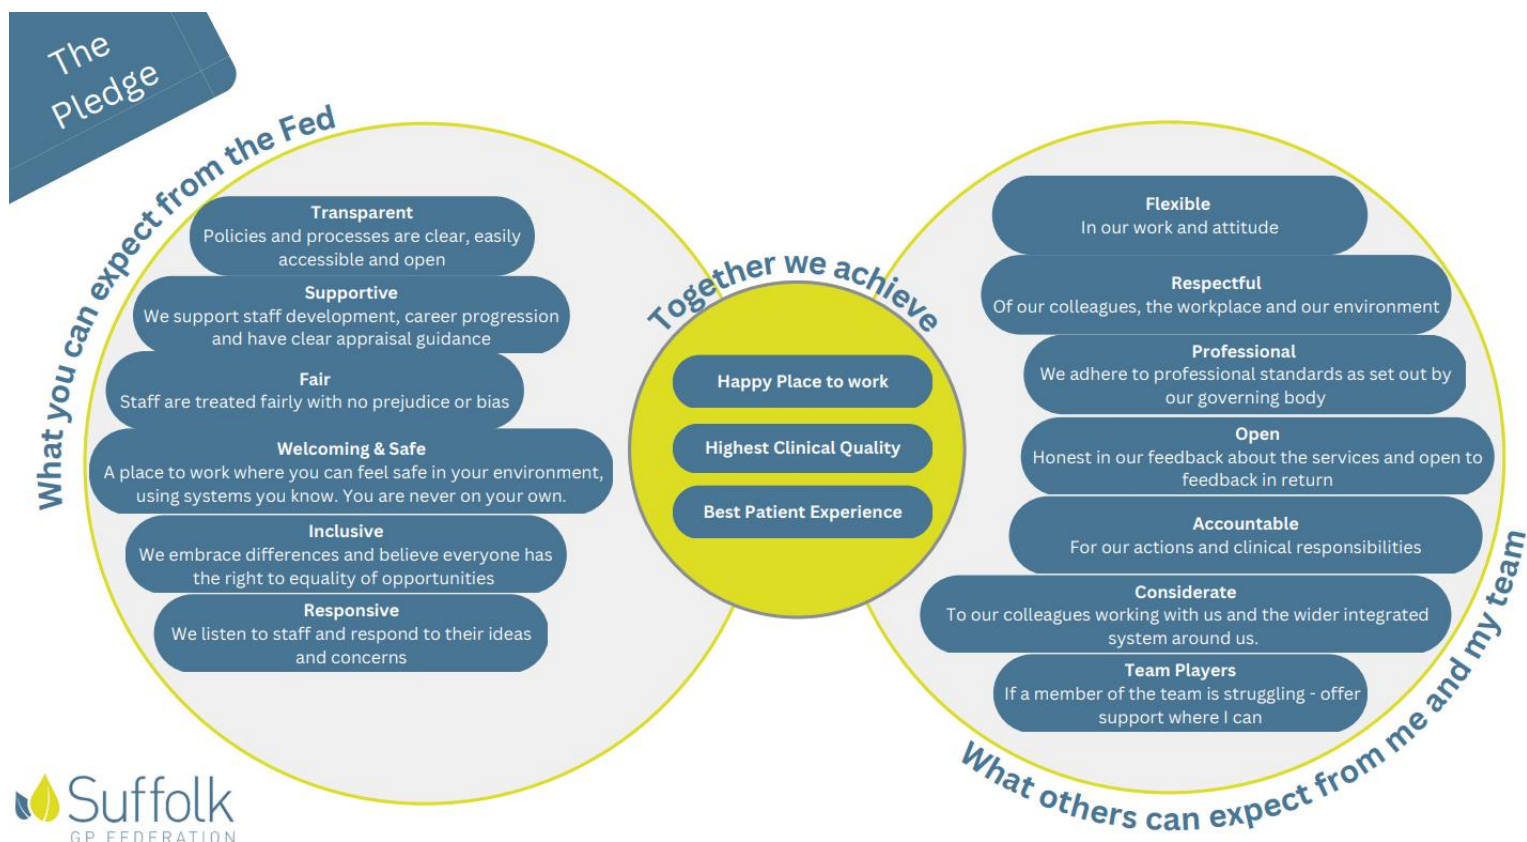 The
Pledge
What you can expect from the Fed
Transparent
Policies and processes are clear, easily
accessible and open
Supportive
We support staff development, career progression
and have clear appraisal guidance
Fair
Staff are treated fairly with no prejudice or bias
Welcoming & Safe
A place to work where you can feel safe in your environment,
using systems you know. You are never on your own.
Inclusive
We embrace differences and believe everyone has
the right to equality of opportunities
Responsive
We listen to staff and respond to their ideas
and concerns
Together we achieve
Happy Place to work
Highest Clinical Quality
Best Patient Experience
Flexible
In our work and attitude
Respectful
Of our colleagues, the workplace and our environment
Professional
We adhere to professional standards as set out by
our governing body
Open
Honest in our feedback about the services and open to
feedback in return
Accountable
For our actions and clinical responsibilities
Considerate
To our colleagues working with us and the wider integrated
system around us.
Team Players
If a member of the team is struggling - offer
support where I can
What others can expect from me and my team
Suffolk
GP FEDERATION